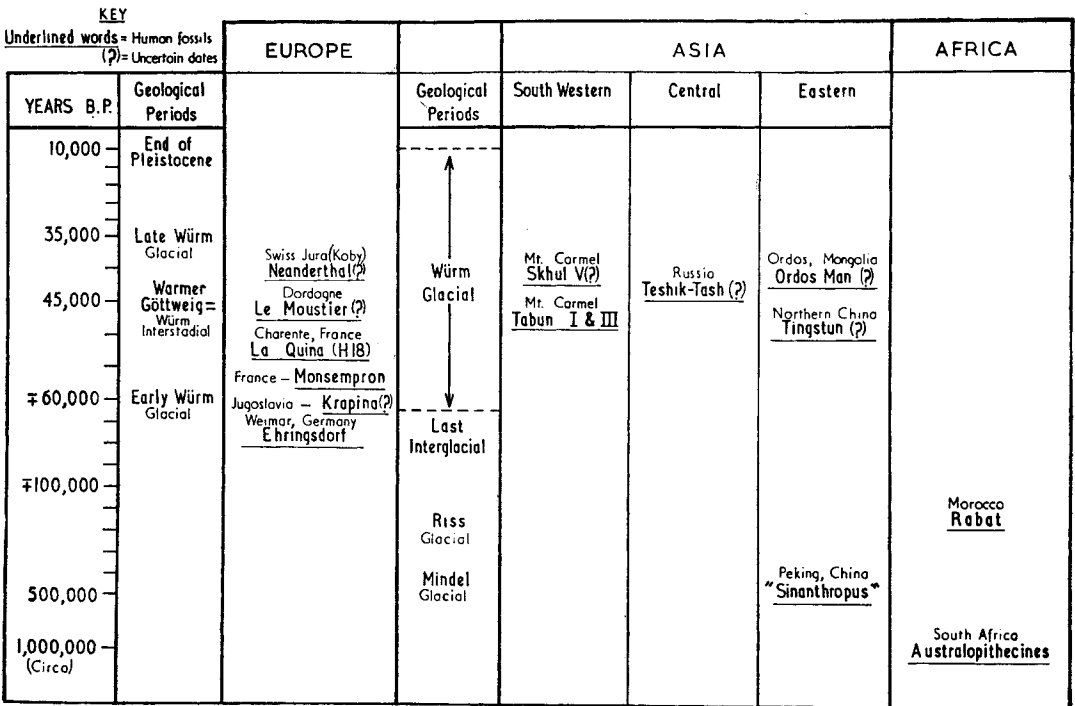 KEY
Underlined words = Human fossils
(?) = Uncertain dates
EUROPE
ASIA
AFRICA
YEARS B.P.
Geological
Periods
Geological
Periods
South Western
Central
Eastern
10,000
End of
Pleistocene
35,000
Late Würm
Glacial
45,000
Warmer
Göttweig =
Würm
Interstadial
∓60,000
Early Würm
Glacial
∓100,000
500,000
1,000,000
(Circa)
Swiss Jura (Koby)
Neanderthal (?)
Dordogne
Le Moustier (?)
Charente, France
La Quina (H18)
France – Monsempron
Jugoslavia – Krapina (?)
Weimar, Germany
Ehringsdorf
Würm
Glacial
Last
Interglacial
Riss
Glacial
Mindel
Glacial
Mt. Carmel
Skhul V (?)
Mt. Carmel
Tabun I & III
Russia
Teshik-Tash (?)
Ordos, Mongolia
Ordos Man (?)
Northern China
Tingstun (?)
Peking, China
"Sinanthropus"
Morocco
Rabat
South Africa
Australopithecines